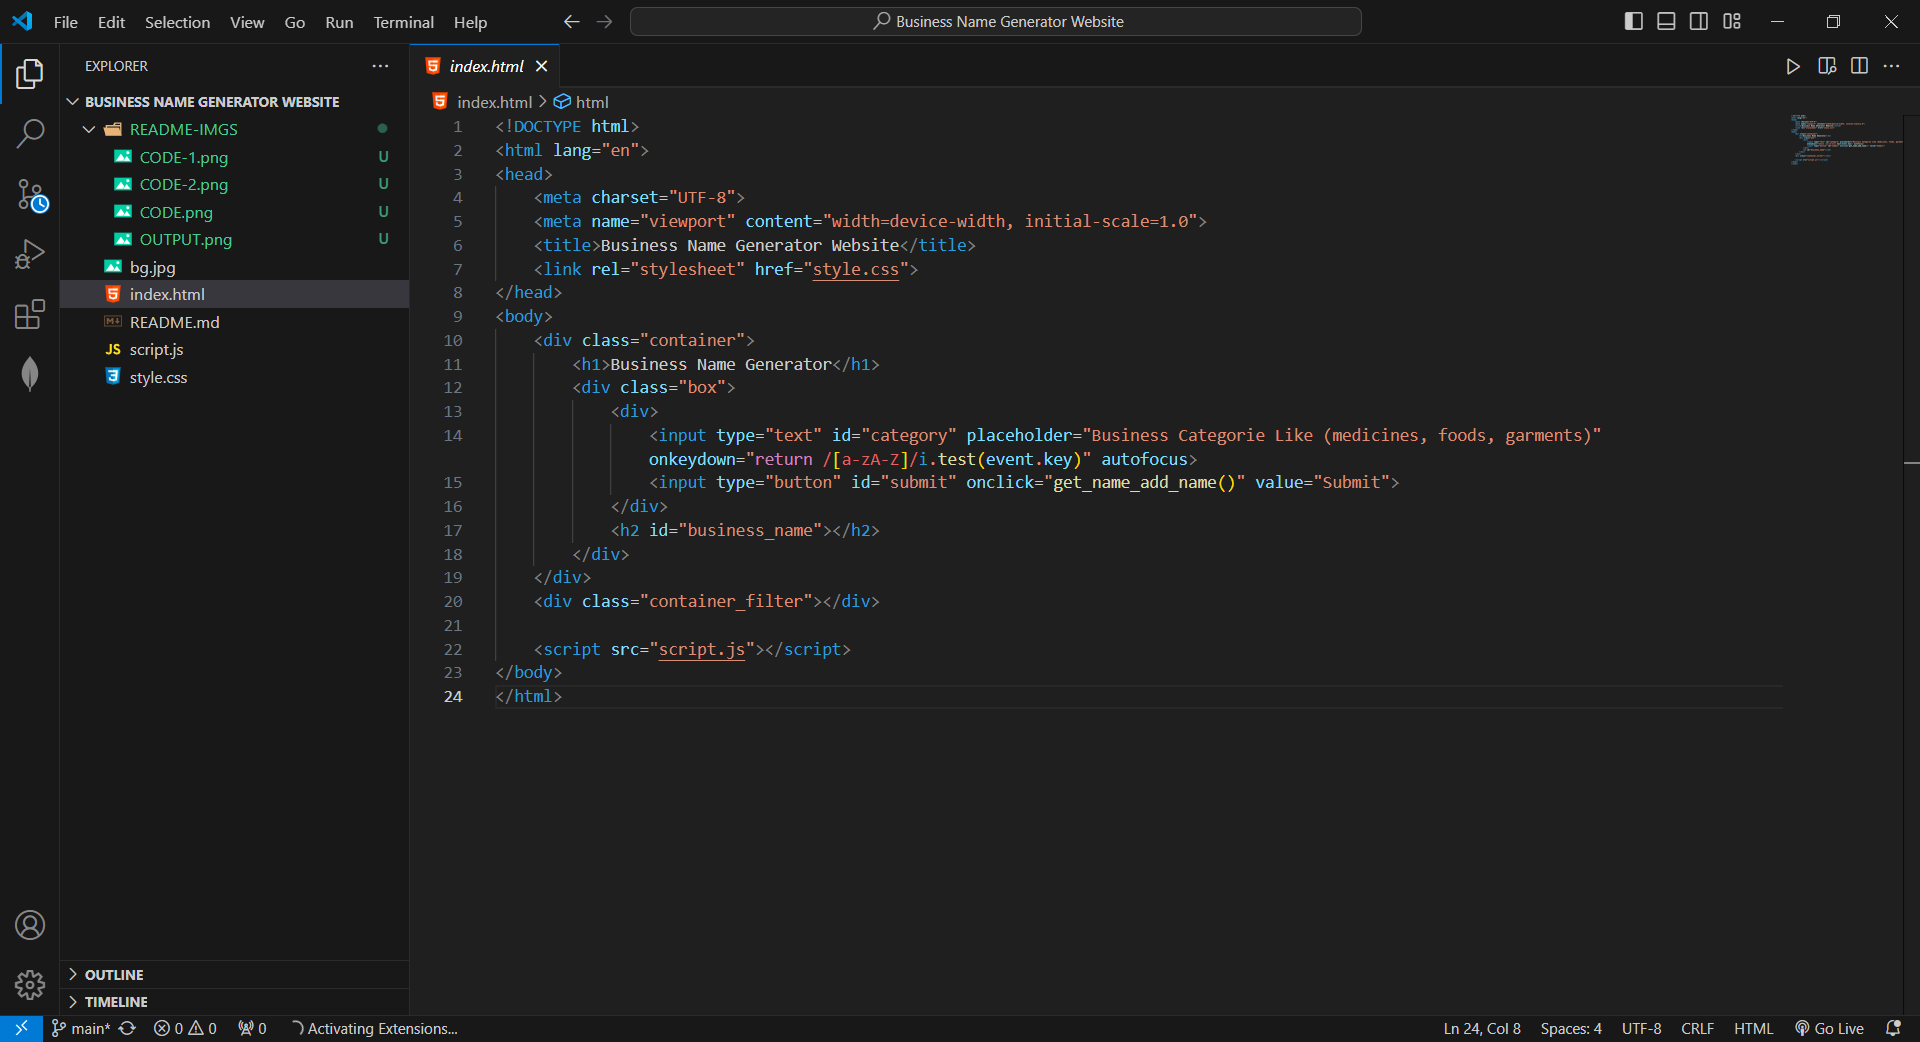 File Edit Selection View Go Run Terminal Help
Business Name Generator Website
EXPLORER
BUSINESS NAME GENERATOR WEBSITE
README-IMGS
CODE-1.png U
CODE-2.png U
CODE.png U
OUTPUT.png U
bg.jpg
index.html
README.md
JS script.js
style.css
OUTLINE
TIMELINE
index.html
index.html > html
1 <!DOCTYPE html>
2 <html lang="en">
3 <head>
4 <meta charset="UTF-8">
5 <meta name="viewport" content="width=device-width, initial-scale=1.0">
6 <title>Business Name Generator Website</title>
7 <link rel="stylesheet" href="style.css">
8 </head>
9 <body>
10 <div class="container">
11 <h1>Business Name Generator</h1>
12 <div class="box">
13 <div>
14 <input type="text" id="category" placeholder="Business Categorie Like (medicines, foods, garments)"
onkeydown="return /[a-zA-Z]/i.test(event.key)" autofocus>
15 <input type="button" id="submit" onclick="get_name_add_name()" value="Submit">
16 </div>
17 <h2 id="business_name"></h2>
18 </div>
19 </div>
20 <div class="container_filter"></div>
21
22 <script src="script.js"></script>
23 </body>
24 </html>
main* 0 0 0 Activating Extensions... Ln 24, Col 8 Spaces: 4 UTF-8 CRLF HTML Go Live